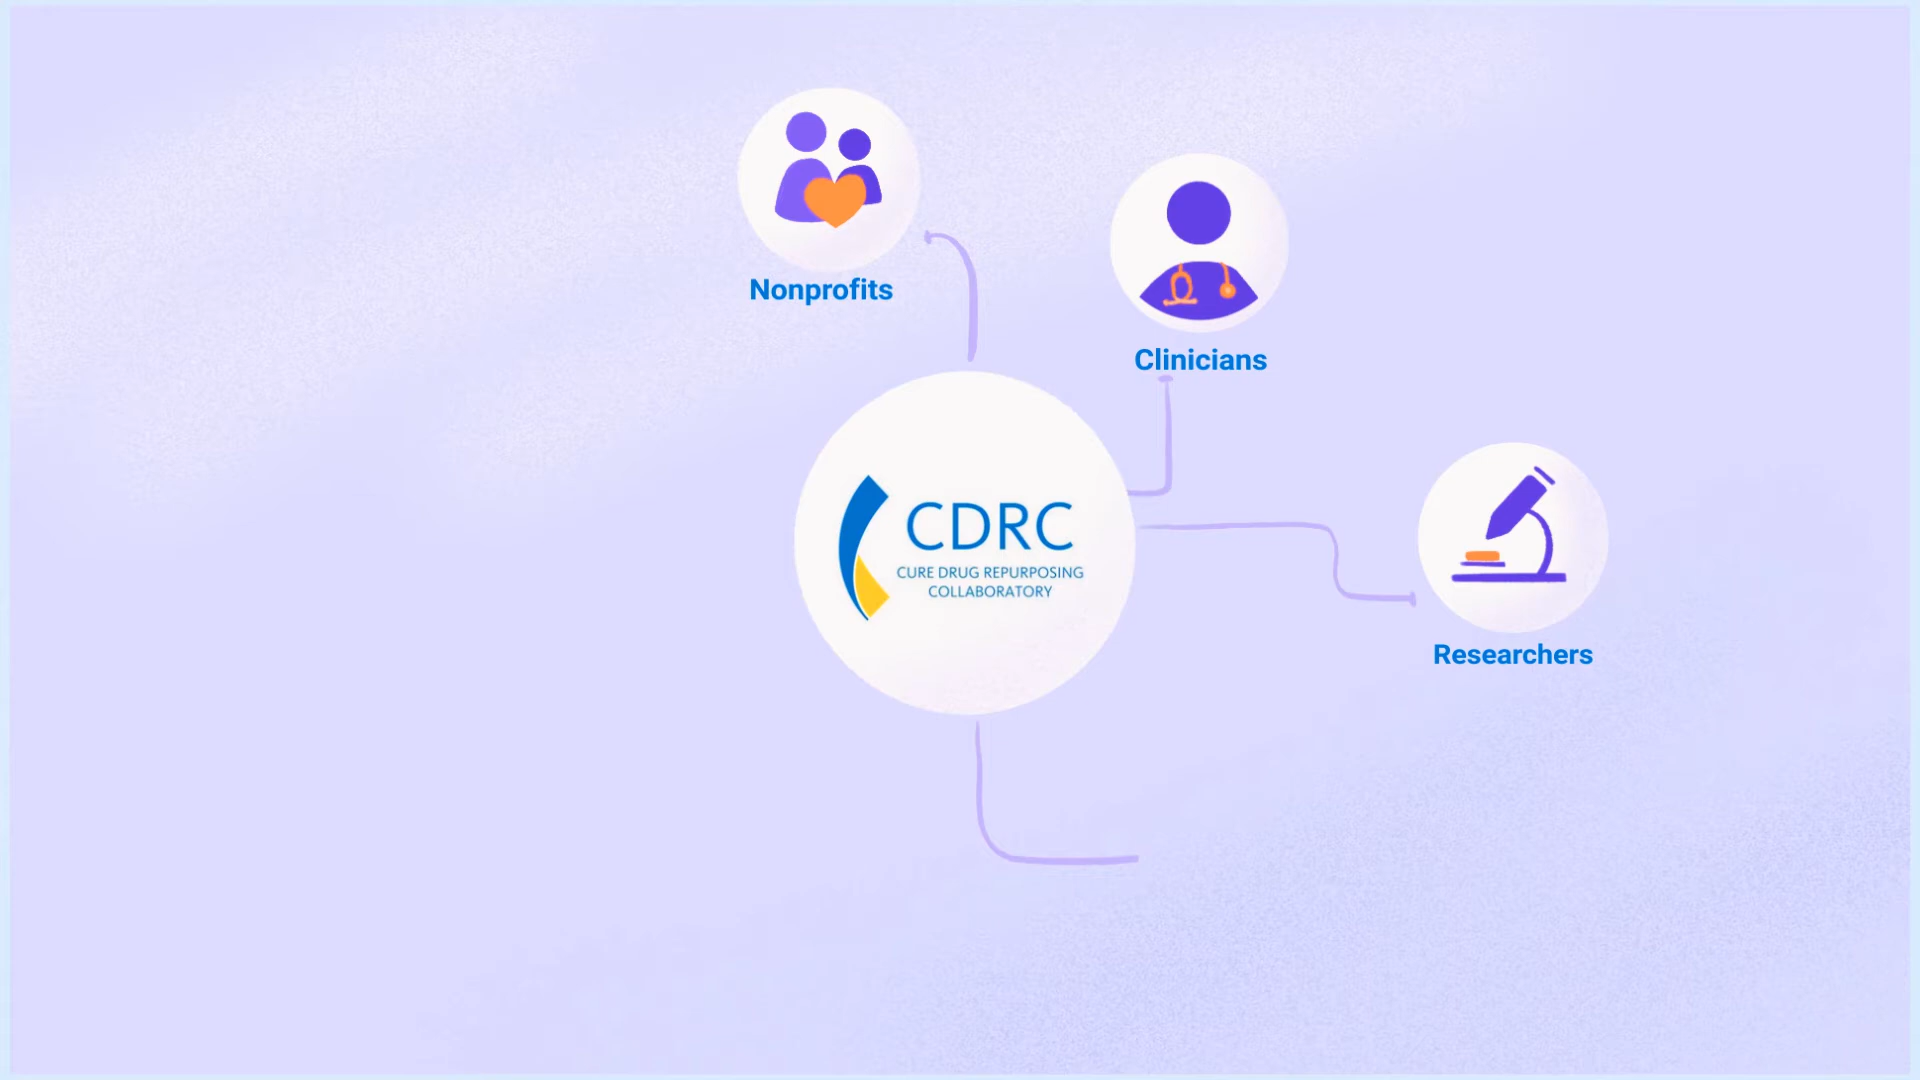 Nonprofits
Clinicians
CDRC
CURE DRUG REPURPOSING
COLLABORATORY
Researchers